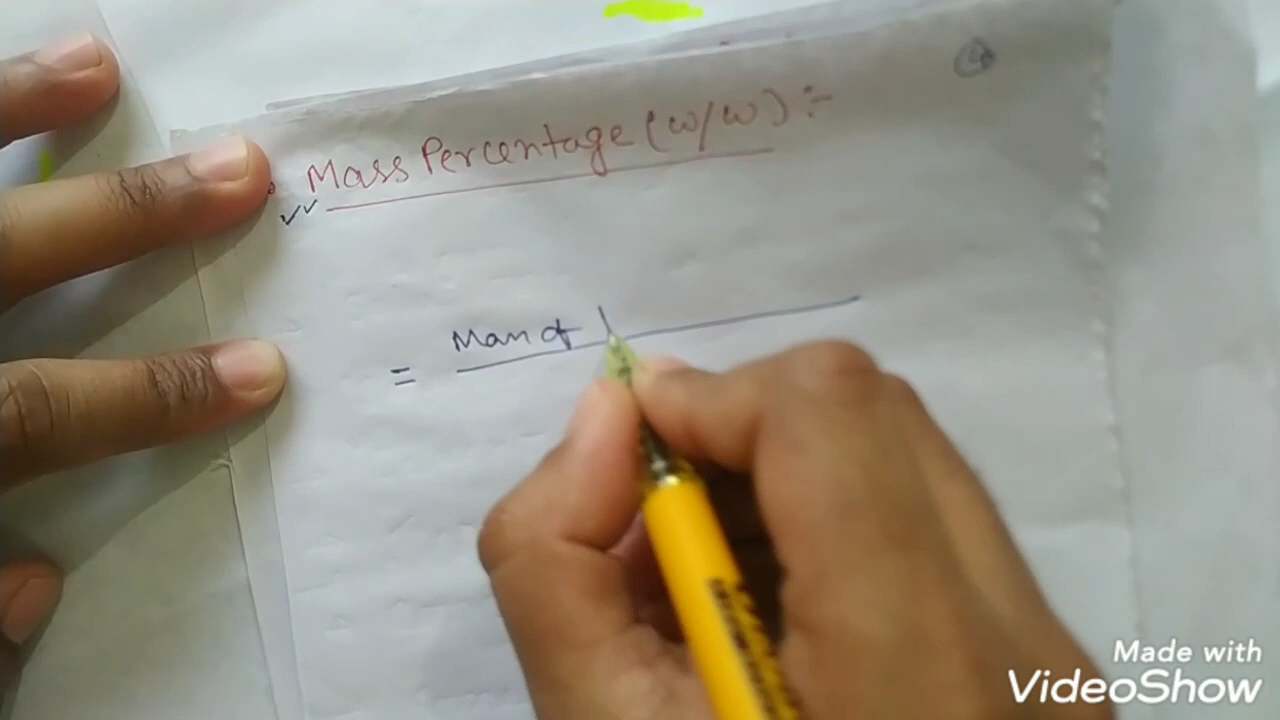 Mass Percentage (w/w) :-
= Mass of
Made with
VideoShow